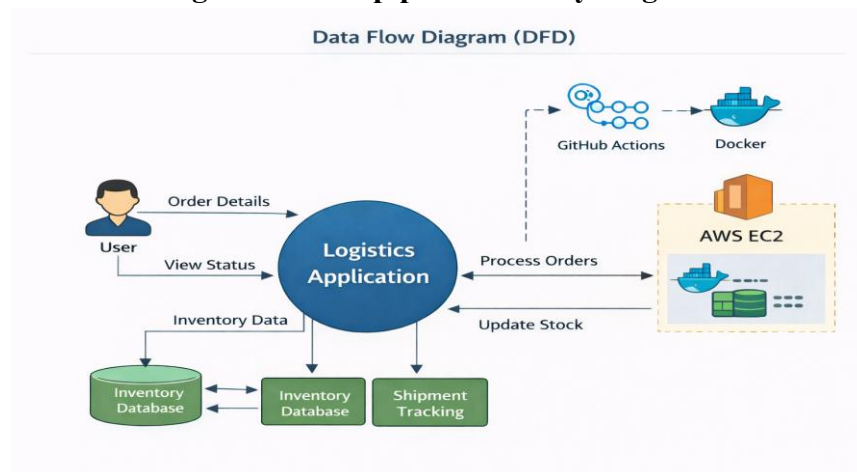 Data Flow Diagram (DFD)
GitHub Actions
Docker
Order Details
User
View Status
Logistics
Application
AWS EC2
Process Orders
Inventory Data
Update Stock
Inventory
Database
Inventory
Database
Shipment
Tracking